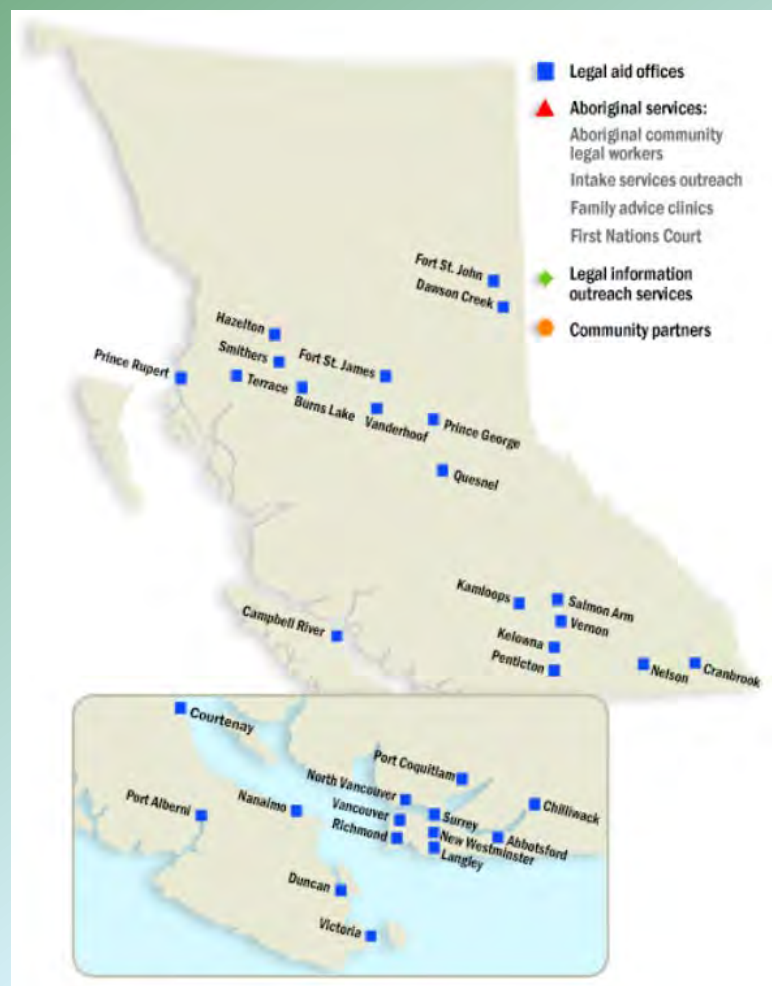 Legal aid offices
Aboriginal services:
Aboriginal community
legal workers
Intake services outreach
Family advice clinics
First Nations Court
Legal information
outreach services
Community partners
Fort St. John
Dawson Creek
Hazelton
Smithers
Fort St. James
Prince Rupert
Terrace
Burns Lake
Vanderhoof
Prince George
Quesnel
Kamloops
Salmon Arm
Vernon
Campbell River
Kelowna
Penticton
Nelson
Cranbrook
Courtenay
Port Coquitlam
North Vancouver
Chilliwack
Port Alberni
Nanaimo
Vancouver
Surrey
Richmond
New Westminster
Abbotsford
Langley
Duncan
Victoria